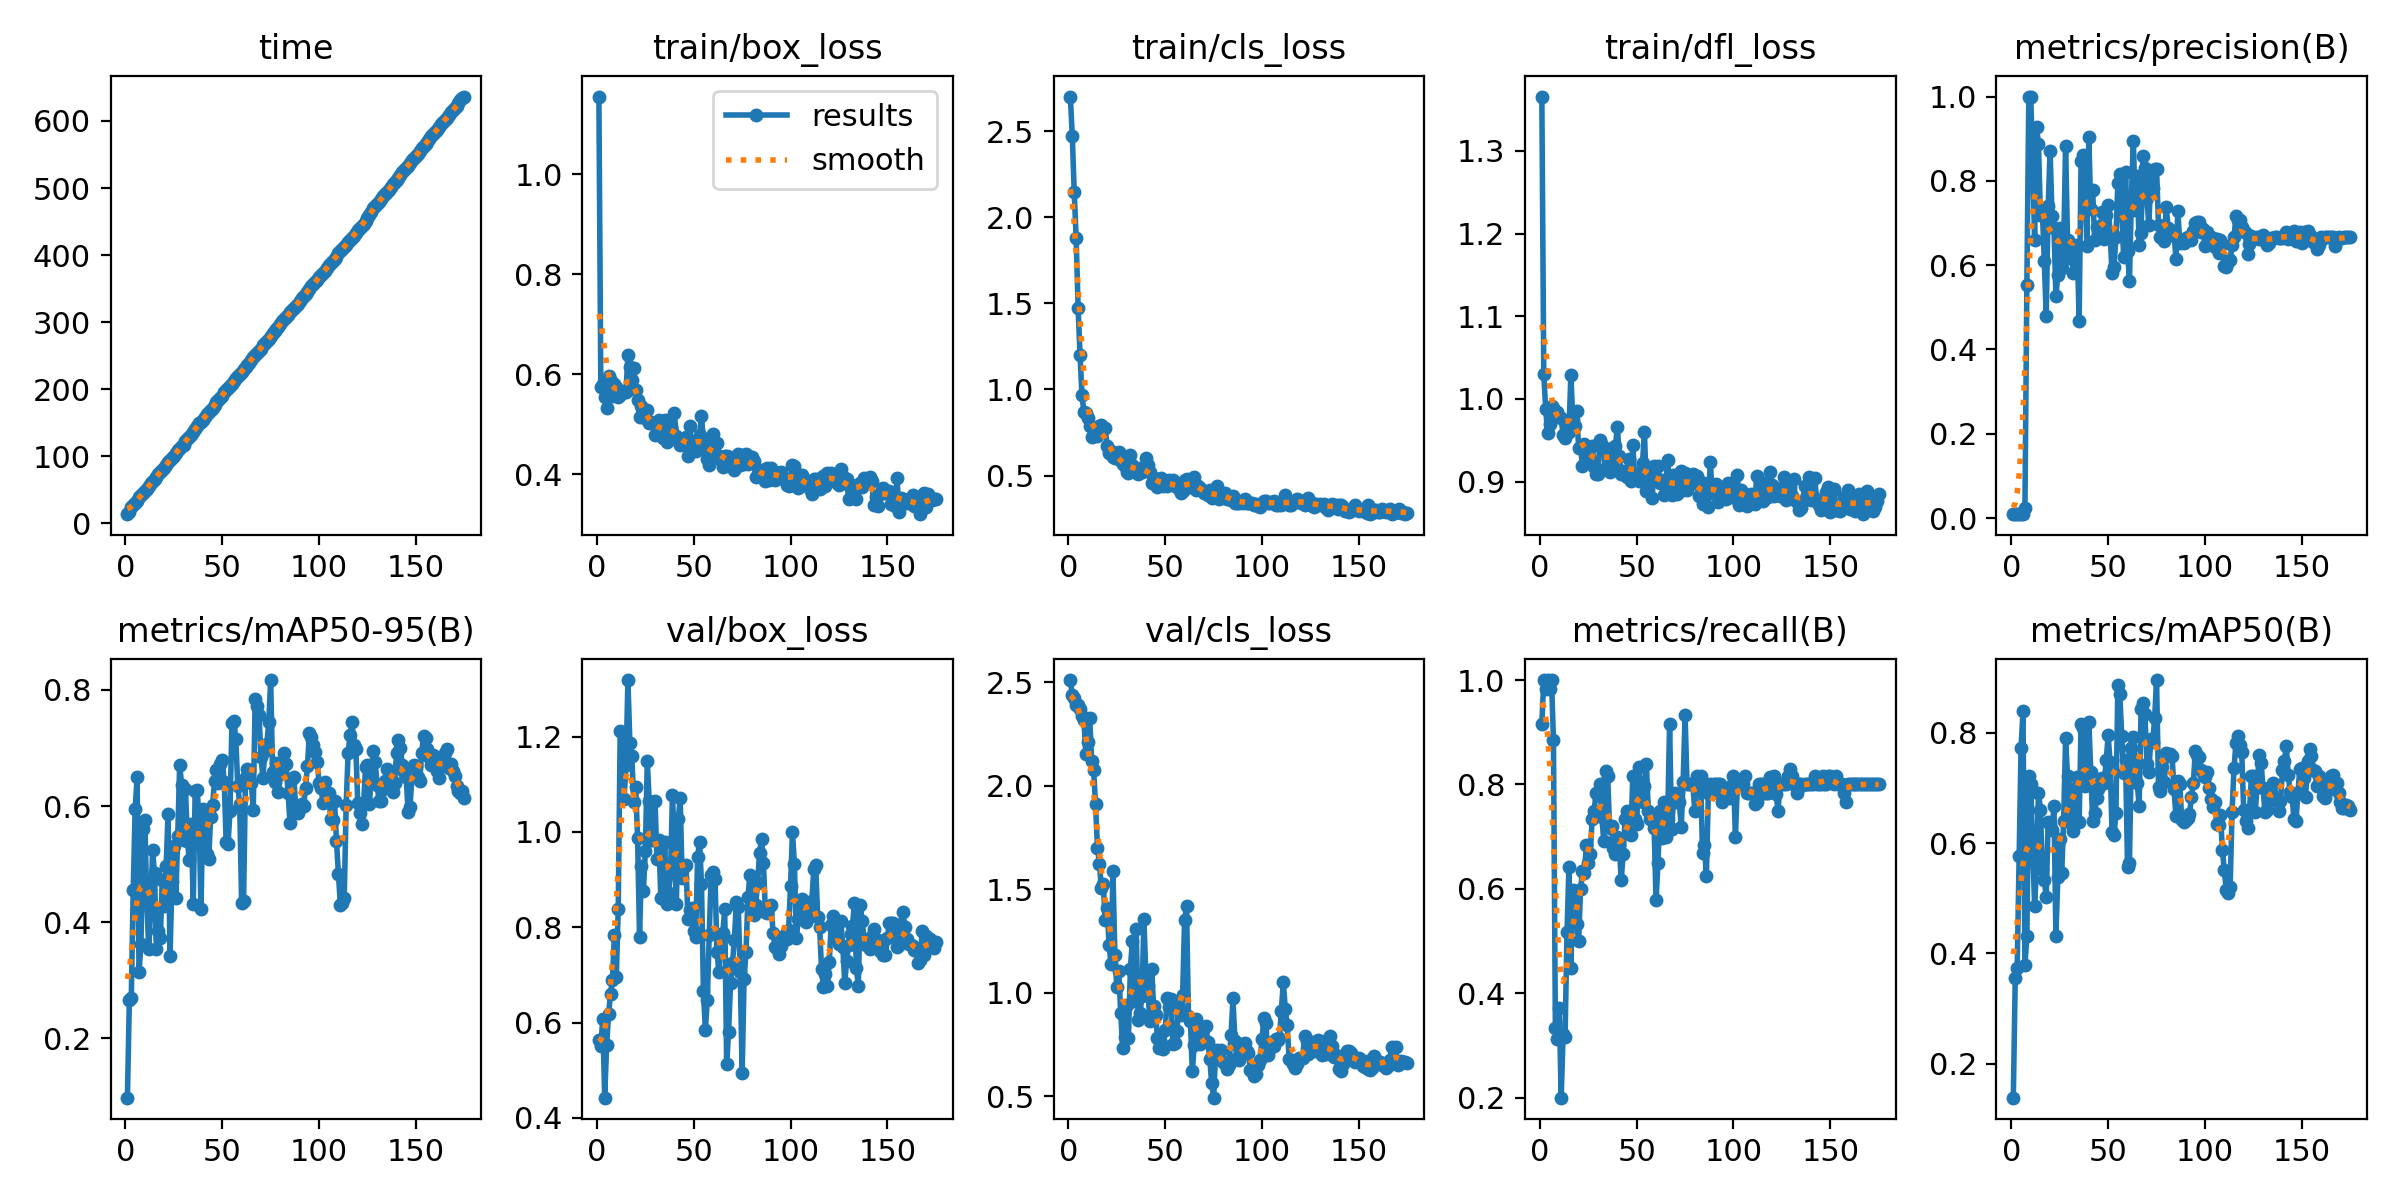 time
train/box_loss
train/cls_loss
train/dfl_loss
metrics/precision(B)
600
500
400
300
200
100
0
0 50 100 150
1.0
0.8
0.6
0.4
results
smooth
0 50 100 150
2.5
2.0
1.5
1.0
0.5
0 50 100 150
1.3
1.2
1.1
1.0
0.9
0 50 100 150
1.0
0.8
0.6
0.4
0.2
0.0
0 50 100 150
metrics/mAP50-95(B)
val/box_loss
val/cls_loss
metrics/recall(B)
metrics/mAP50(B)
0.8
0.6
0.4
0.2
0 50 100 150
1.2
1.0
0.8
0.6
0.4
0 50 100 150
2.5
2.0
1.5
1.0
0.5
0 50 100 150
1.0
0.8
0.6
0.4
0.2
0 50 100 150
0.8
0.6
0.4
0.2
0 50 100 150